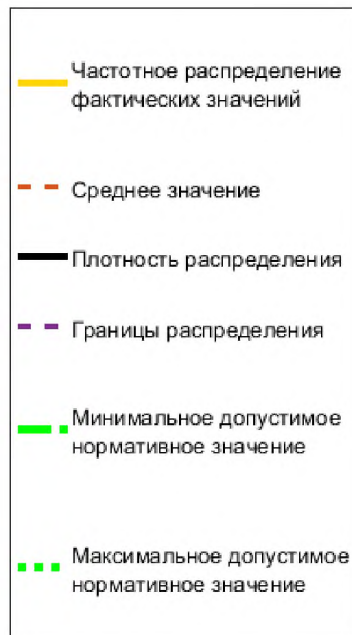 Частотное распределение
фактических значений
Среднее значение
Плотность распределения
Границы распределения
Минимальное допустимое
нормативное значение
Максимальное допустимое
нормативное значение